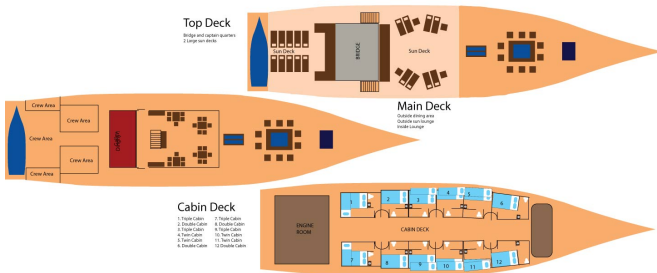 Top Deck
Bridge and captain quarters
2 Large sun decks
Sun Deck
BRIDGE
Sun Deck
Main Deck
Outside dining area
Outside sun lounge
Inside Lounge
Crew Area
Crew Area
Crew Area
Crew Area
Crew Area
Cabin Deck
1. Triple Cabin
2. Double Cabin
3. Triple Cabin
4. Twin Cabin
5. Twin Cabin
6. Double Cabin
7. Triple Cabin
8. Double Cabin
9. Triple Cabin
10. Twin Cabin
11. Twin Cabin
12 Double Cabin
ENGINE
ROOM
CABIN DECK
1
2
3
4
5
6
7
8
9
10
11
12